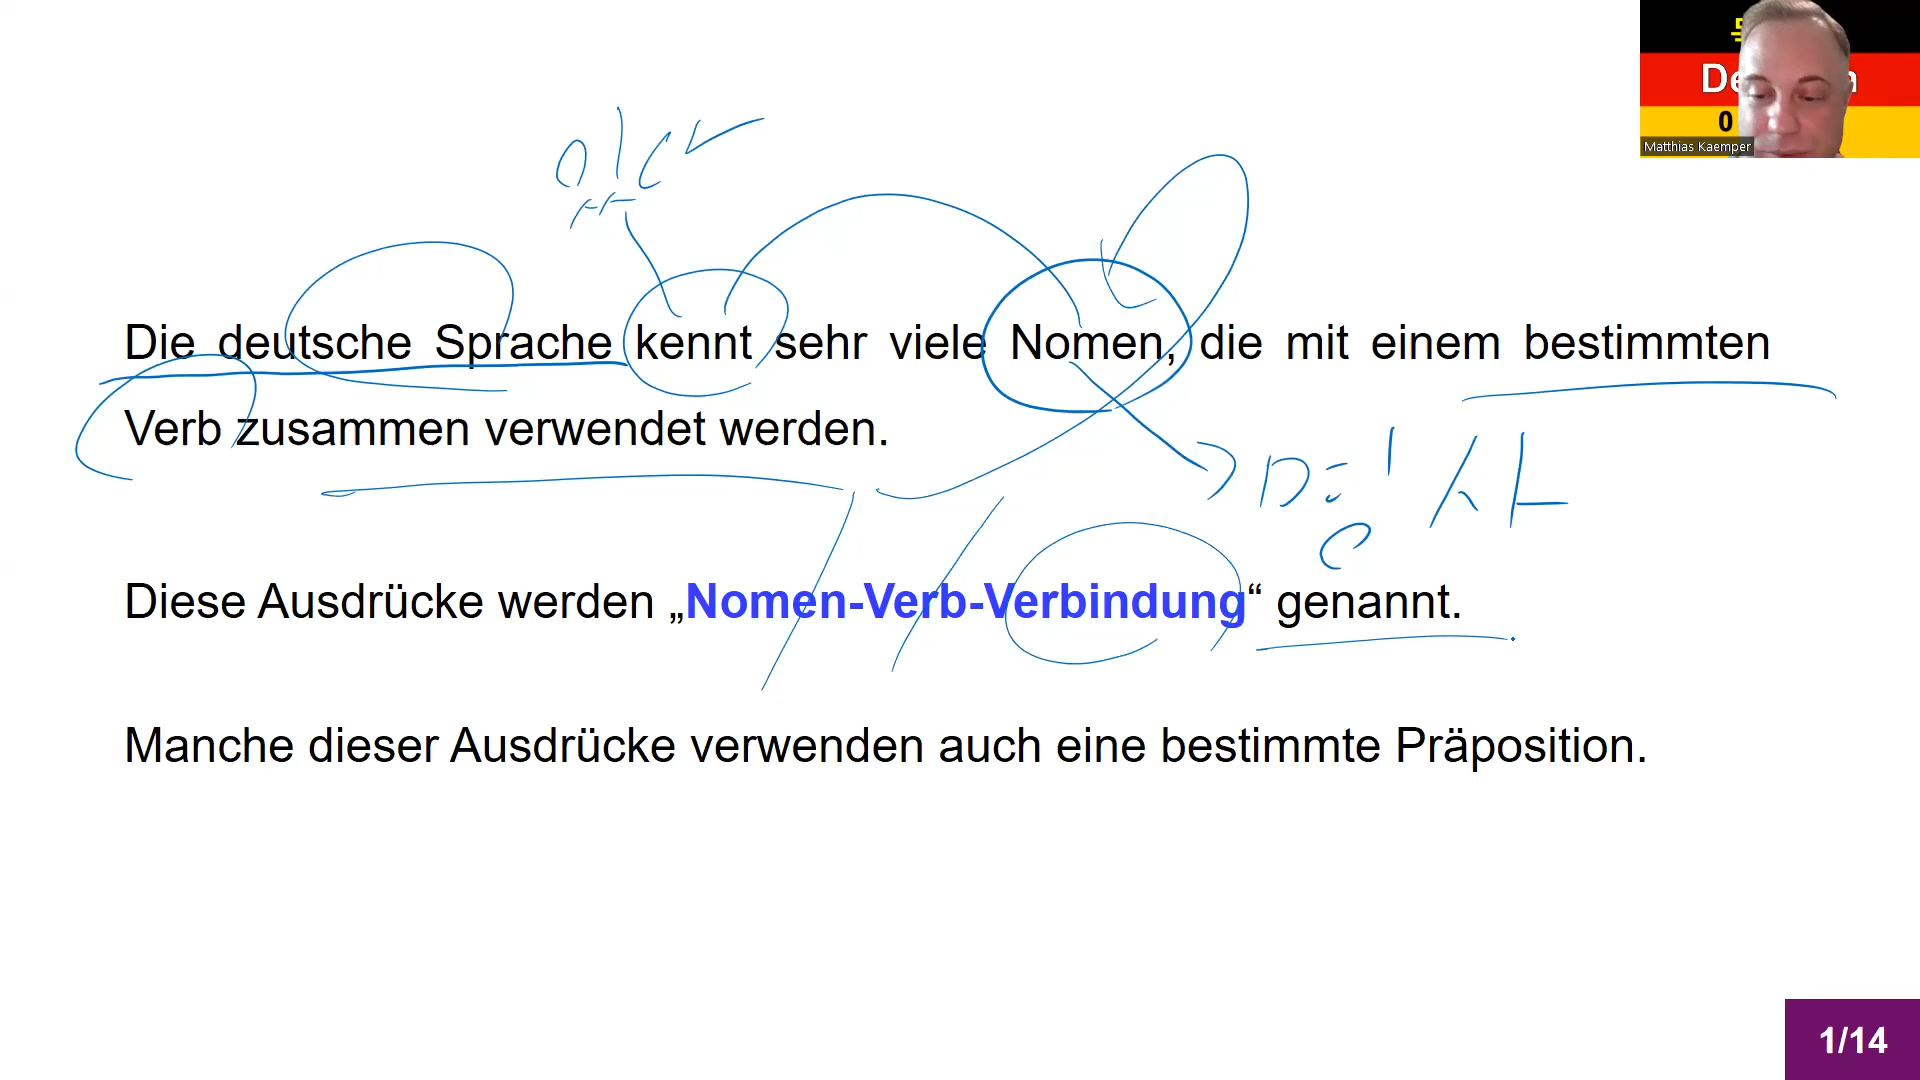 Matthias Kaemper
Die deutsche Sprache kennt sehr viele Nomen, die mit einem bestimmten
Verb zusammen verwendet werden.
Diese Ausdrücke werden „Nomen-Verb-Verbindung“ genannt.
Manche dieser Ausdrücke verwenden auch eine bestimmte Präposition.
1/14